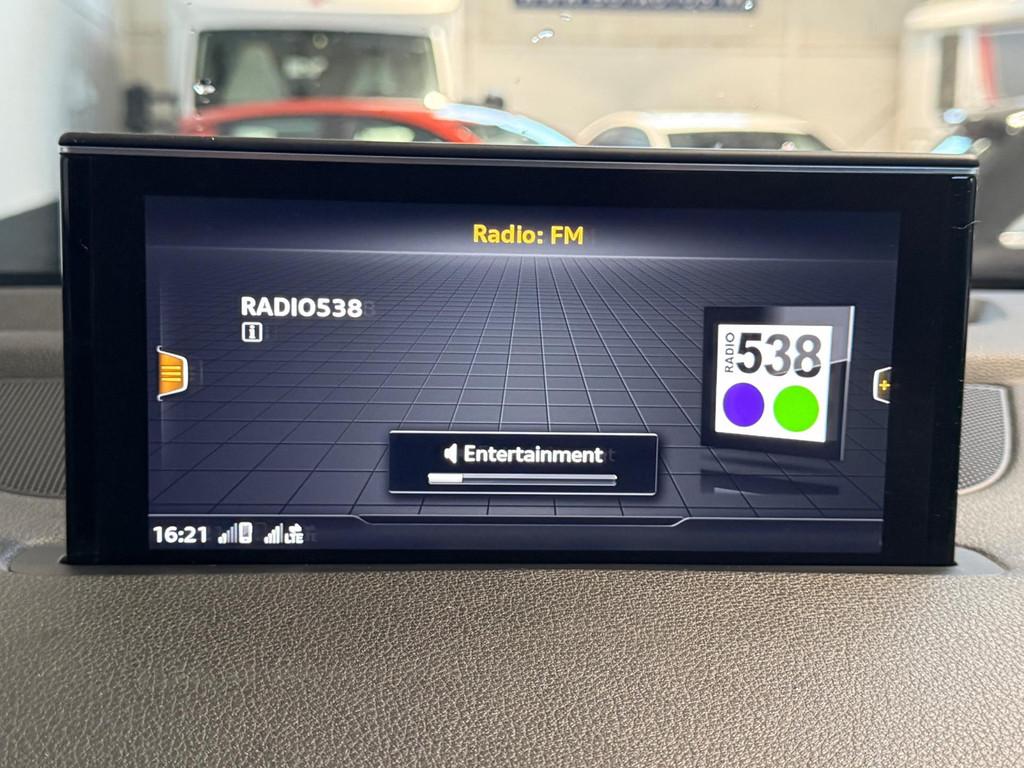 Radio: FM
RADIO538
RADIO
538
Entertainment
16:21
LTE